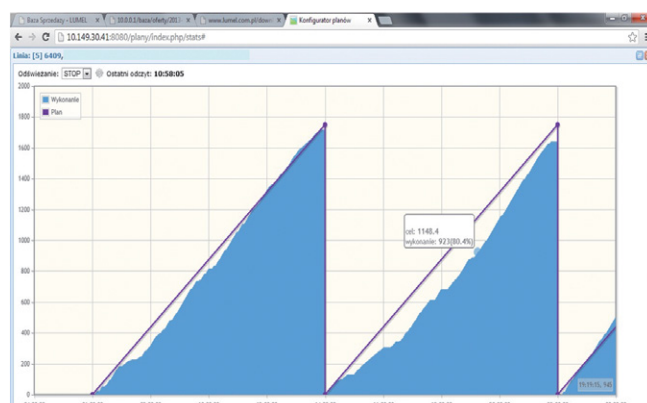 Baza Sprzedaży – LUMEL
10.0.0.1/baza/oferty/201
www.lumel.com.pl/down
Konfigurator planów
10.149.30.41:8080/plany/index.php/stats#
Linia: [5] 6409,
Odświeżanie: STOP Ostatni odczyt: 10:58:05
2000
Wykonanie
Plan
1800
1600
1400
1200
cel: 1148.4
wykonanie: 923(80.4%)
1000
800
600
400
200
0